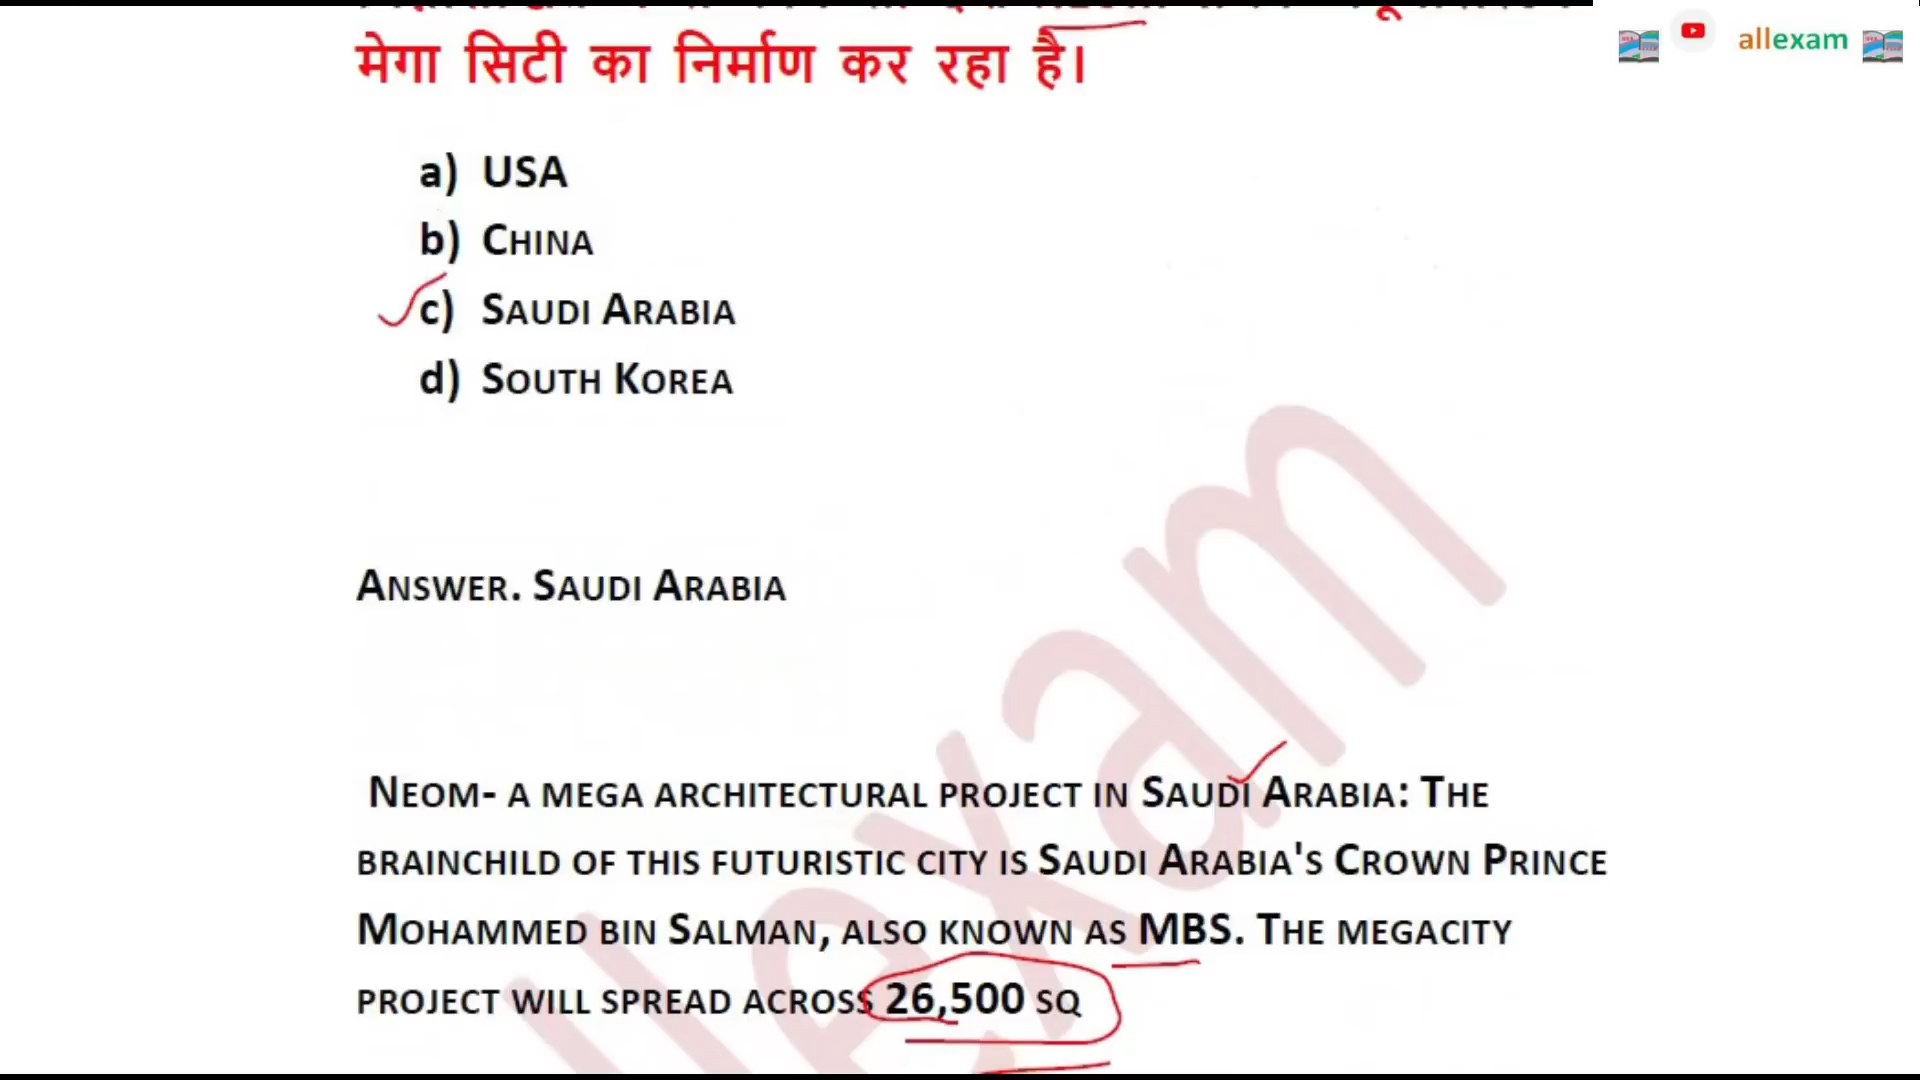 allexam
मेगा सिटी का निर्माण कर रहा है।
a) USA
b) CHINA
c) SAUDI ARABIA
d) SOUTH KOREA
ANSWER. SAUDI ARABIA
NEOM- A MEGA ARCHITECTURAL PROJECT IN SAUDI ARABIA: THE
BRAINCHILD OF THIS FUTURISTIC CITY IS SAUDI ARABIA'S CROWN PRINCE
MOHAMMED BIN SALMAN, ALSO KNOWN AS MBS. THE MEGACITY
PROJECT WILL SPREAD ACROSS 26,500 SQ